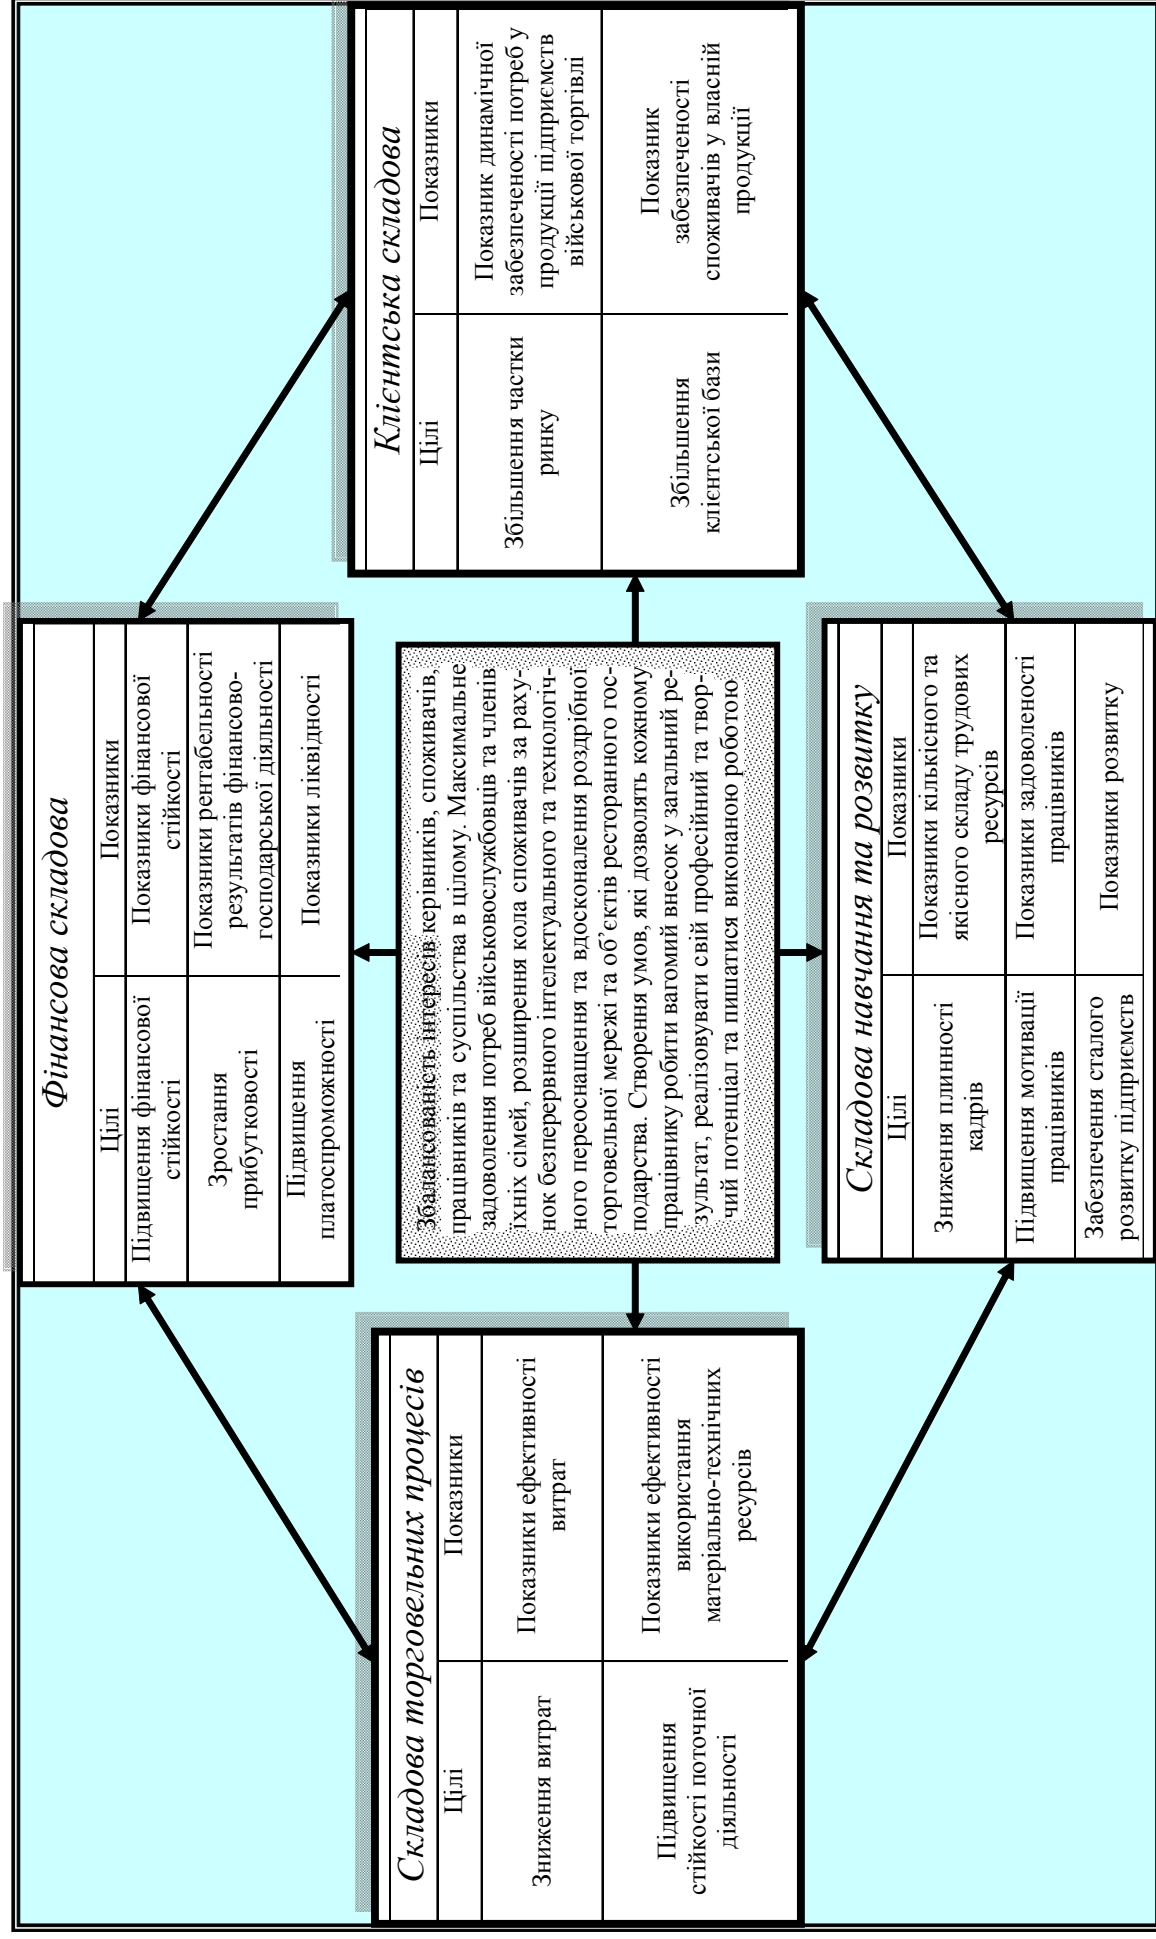 Фінансова складова
Цілі
Показники
Підвищення фінансової
стійкості
Показники фінансової
стійкості
Зростання
прибутковості
Показники рентабельності
результатів фінансово-
господарської діяльності
Підвищення
платоспроможності
Показники ліквідності
Складова торговельних процесів
Цілі
Показники
Зниження витрат
Показники ефективності
витрат
Підвищення
стійкості поточної
діяльності
Показники ефективності
використання
матеріально-технічних
ресурсів
Збалансованість інтересів керівників, споживачів,
працівників та суспільства в цілому. Максимальне
задоволення потреб військовослужбовців та членів
їхніх сімей, розширення кола споживачів за раху-
нок безперервного інтелектуального та технологіч-
ного переоснащення та вдосконалення роздрібної
торговельної мережі та об’єктів ресторанного гос-
подарства. Створення умов, які дозволять кожному
працівнику робити вагомий внесок у загальний ре-
зультат, реалізовувати свій професійний та твор-
чий потенціал та пишатися виконаною роботою
Клієнтська складова
Цілі
Показники
Збільшення частки
ринку
Показник динамічної
забезпеченості потреб у
продукції підприємств
військової торгівлі
Збільшення
клієнтської бази
Показник
забезпеченості
споживачів у власній
продукції
Складова навчання та розвитку
Цілі
Показники
Зниження плинності
кадрів
Показники кількісного та
якісного складу трудових
ресурсів
Підвищення мотивації
працівників
Показники задоволеності
працівників
Забезпечення сталого
розвитку підприємств
Показники розвитку